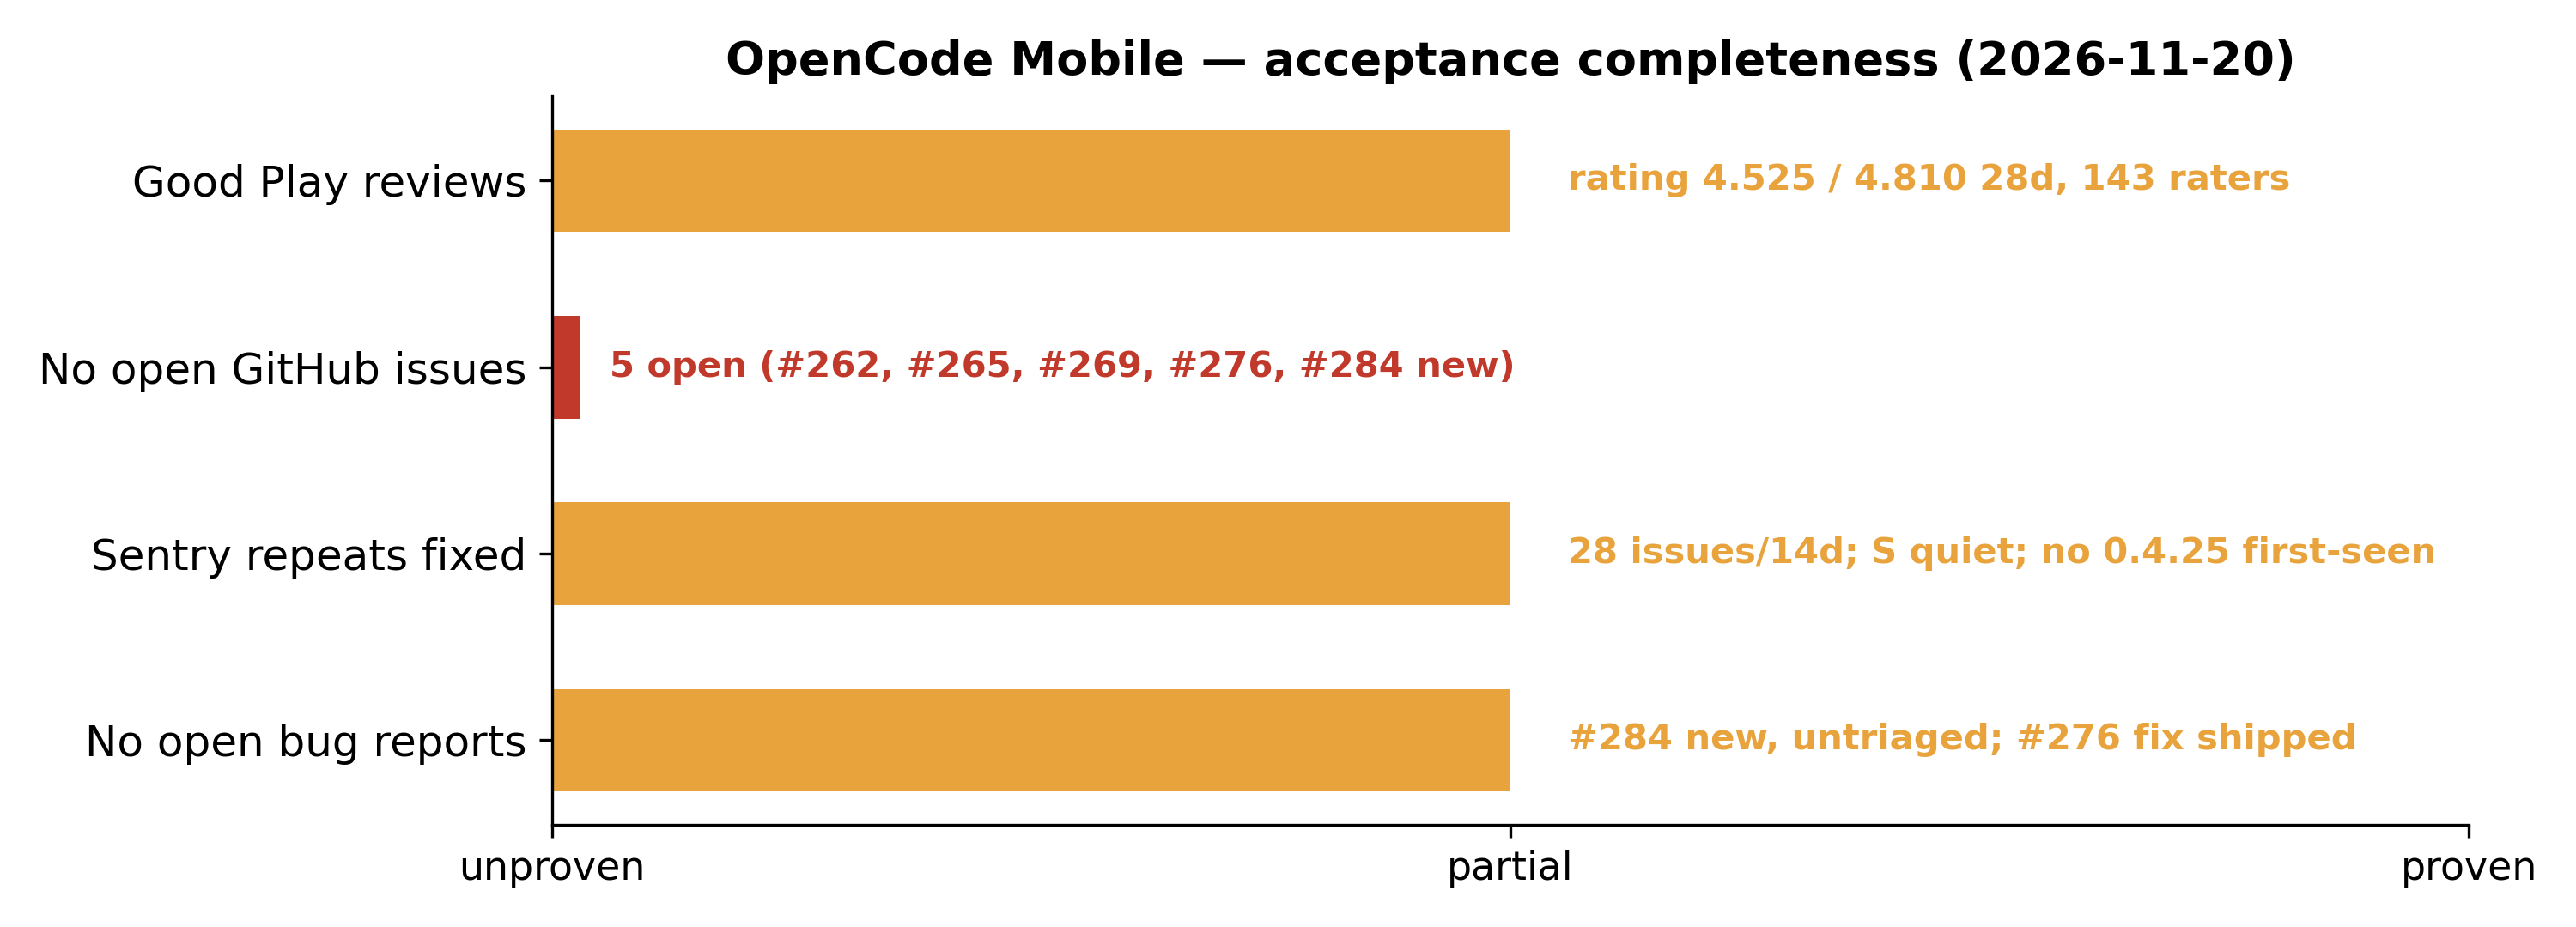 OpenCode Mobile — acceptance completeness (2026-11-20)
Good Play reviews
rating 4.525 / 4.810 28d, 143 raters
No open GitHub issues
5 open (#262, #265, #269, #276, #284 new)
Sentry repeats fixed
28 issues/14d; S quiet; no 0.4.25 first-seen
No open bug reports
#284 new, untriaged; #276 fix shipped
unproven
partial
proven